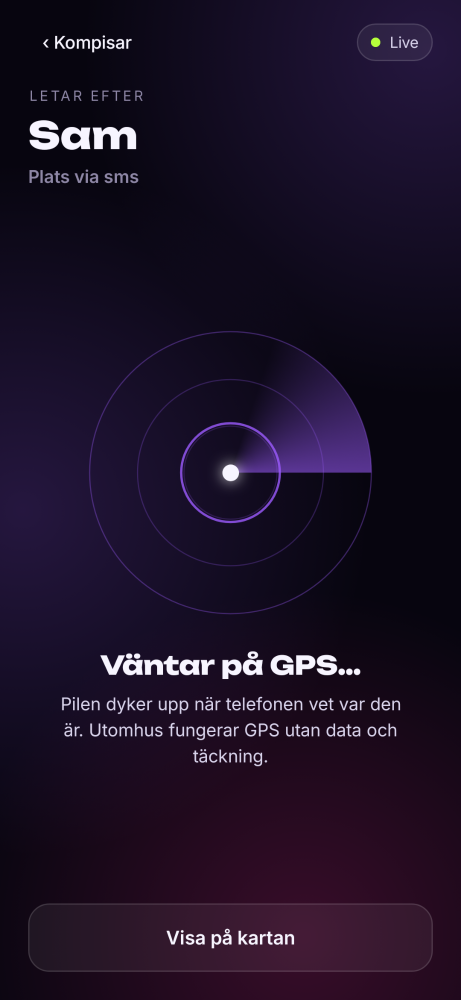 ‹ Kompisar
Live
LETAR EFTER
Sam
Plats via sms
Väntar på GPS...
Pilen dyker upp när telefonen vet var den
är. Utomhus fungerar GPS utan data och
täckning.
Visa på kartan